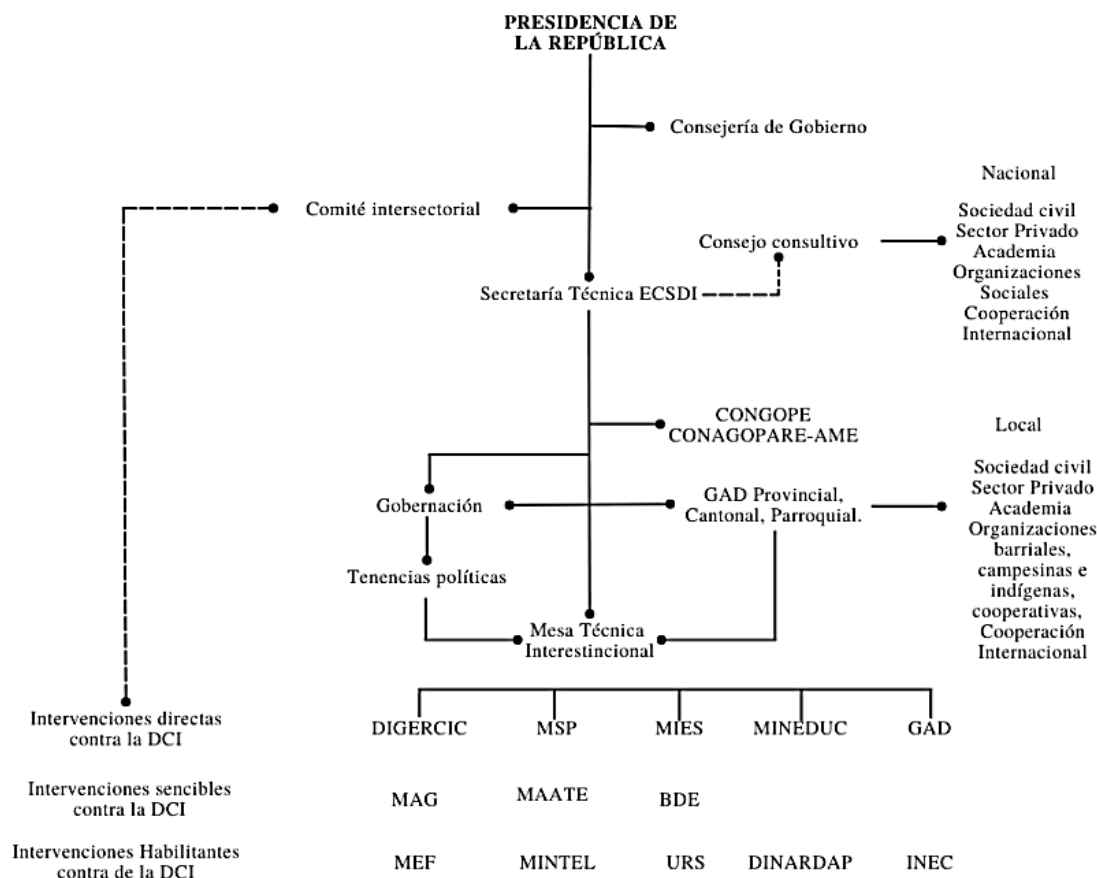 PRESIDENCIA DE
LA REPÚBLICA
Consejería de Gobierno
Comité intersectorial
Consejo consultivo
Nacional
Sociedad civil
Sector Privado
Academia
Organizaciones
Sociales
Cooperación
Internacional
Secretaría Técnica ECSDI
CONGOPE
CONAGOPARE-AME
Local
Gobernación
GAD Provincial,
Cantonal, Parroquial.
Sociedad civil
Sector Privado
Academia
Organizaciones
barriales,
campesinas e
indígenas,
cooperativas,
Cooperación
Internacional
Tenencias políticas
Mesa Técnica
Interestincional
Intervenciones directas
contra la DCI
DIGERCIC
MSP
MIES
MINEDUC
GAD
Intervenciones sencibles
contra la DCI
MAG
MAATE
BDE
Intervenciones Habilitantes
contra de la DCI
MEF
MINTEL
URS
DINARDAP
INEC